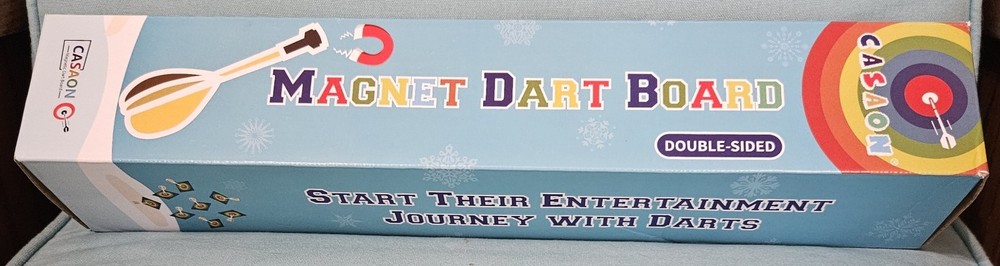 CASAON
MAGNET DART BOARD
DOUBLE-SIDED
CASAON
START THEIR ENTERTAINMENT
JOURNEY WITH DARTS